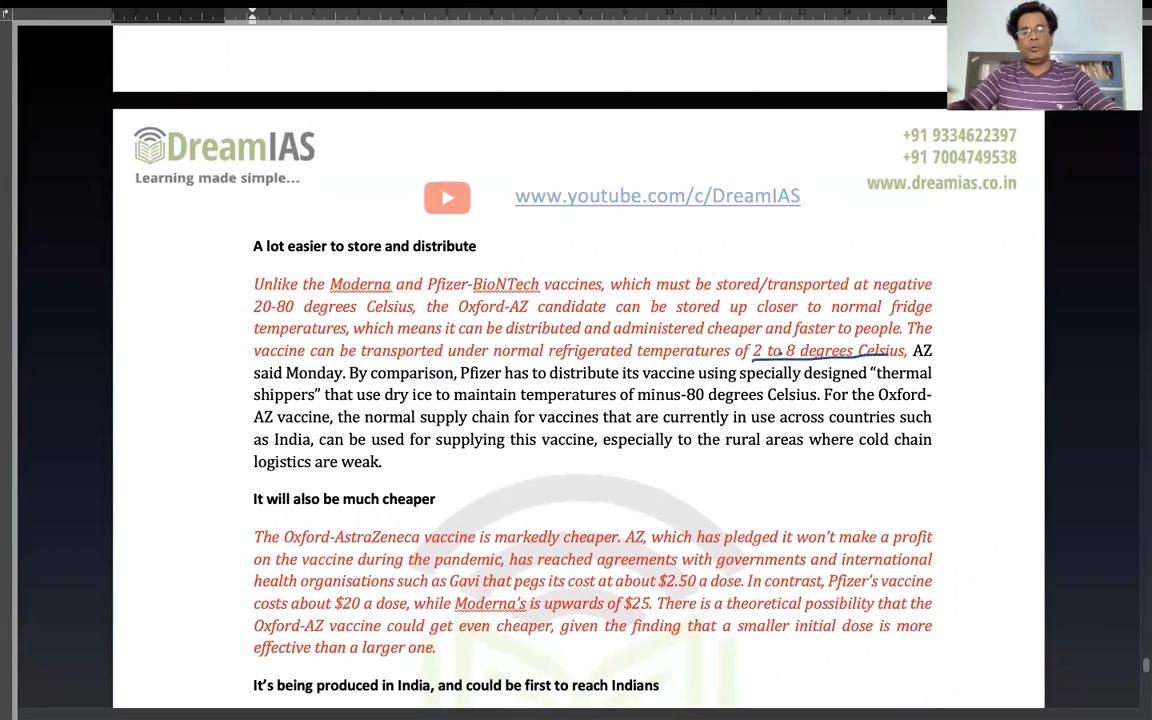 DreamIAS
Learning made simple...
+91 9334622397
+91 7004749538
www.dreamias.co.in
www.youtube.com/c/DreamIAS
A lot easier to store and distribute
Unlike the Moderna and Pfizer-BioNTech vaccines, which must be stored/transported at negative
20-80 degrees Celsius, the Oxford-AZ candidate can be stored up closer to normal fridge
temperatures, which means it can be distributed and administered cheaper and faster to people. The
vaccine can be transported under normal refrigerated temperatures of 2 to 8 degrees Celsius, AZ
said Monday. By comparison, Pfizer has to distribute its vaccine using specially designed “thermal
shippers” that use dry ice to maintain temperatures of minus-80 degrees Celsius. For the Oxford-
AZ vaccine, the normal supply chain for vaccines that are currently in use across countries such
as India, can be used for supplying this vaccine, especially to the rural areas where cold chain
logistics are weak.
It will also be much cheaper
The Oxford-AstraZeneca vaccine is markedly cheaper. AZ, which has pledged it won’t make a profit
on the vaccine during the pandemic, has reached agreements with governments and international
health organisations such as Gavi that pegs its cost at about $2.50 a dose. In contrast, Pfizer’s vaccine
costs about $20 a dose, while Moderna’s is upwards of $25. There is a theoretical possibility that the
Oxford-AZ vaccine could get even cheaper, given the finding that a smaller initial dose is more
effective than a larger one.
It’s being produced in India, and could be first to reach Indians